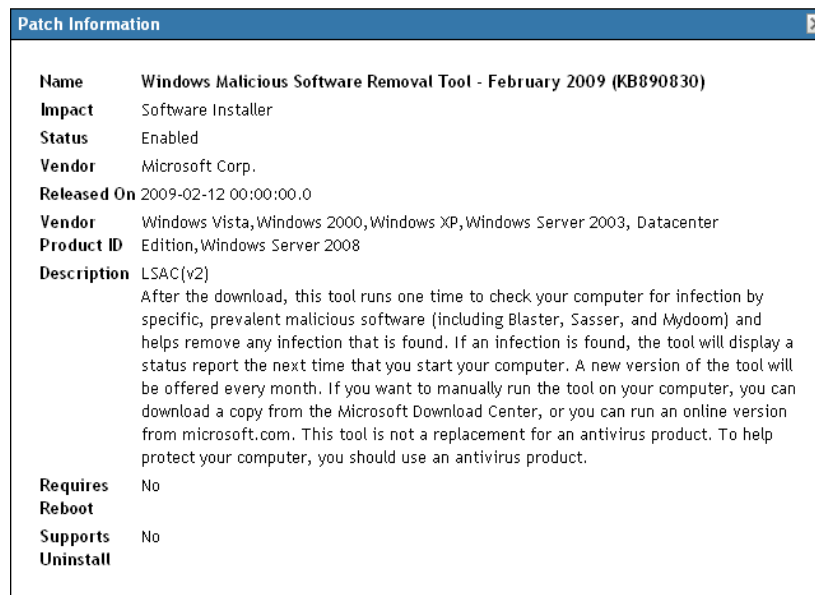 Patch Information
Name Windows Malicious Software Removal Tool - February 2009 (KB890830)
Impact Software Installer
Status Enabled
Vendor Microsoft Corp.
Released On 2009-02-12 00:00:00.0
Vendor Product ID Windows Vista,Windows 2000,Windows XP,Windows Server 2003, Datacenter
Edition,Windows Server 2008
Description LSAC(v2)
After the download, this tool runs one time to check your computer for infection by
specific, prevalent malicious software (including Blaster, Sasser, and Mydoom) and
helps remove any infection that is found. If an infection is found, the tool will display a
status report the next time that you start your computer. A new version of the tool will
be offered every month. If you want to manually run the tool on your computer, you can
download a copy from the Microsoft Download Center, or you can run an online version
from microsoft.com. This tool is not a replacement for an antivirus product. To help
protect your computer, you should use an antivirus product.
Requires Reboot No
Supports Uninstall No